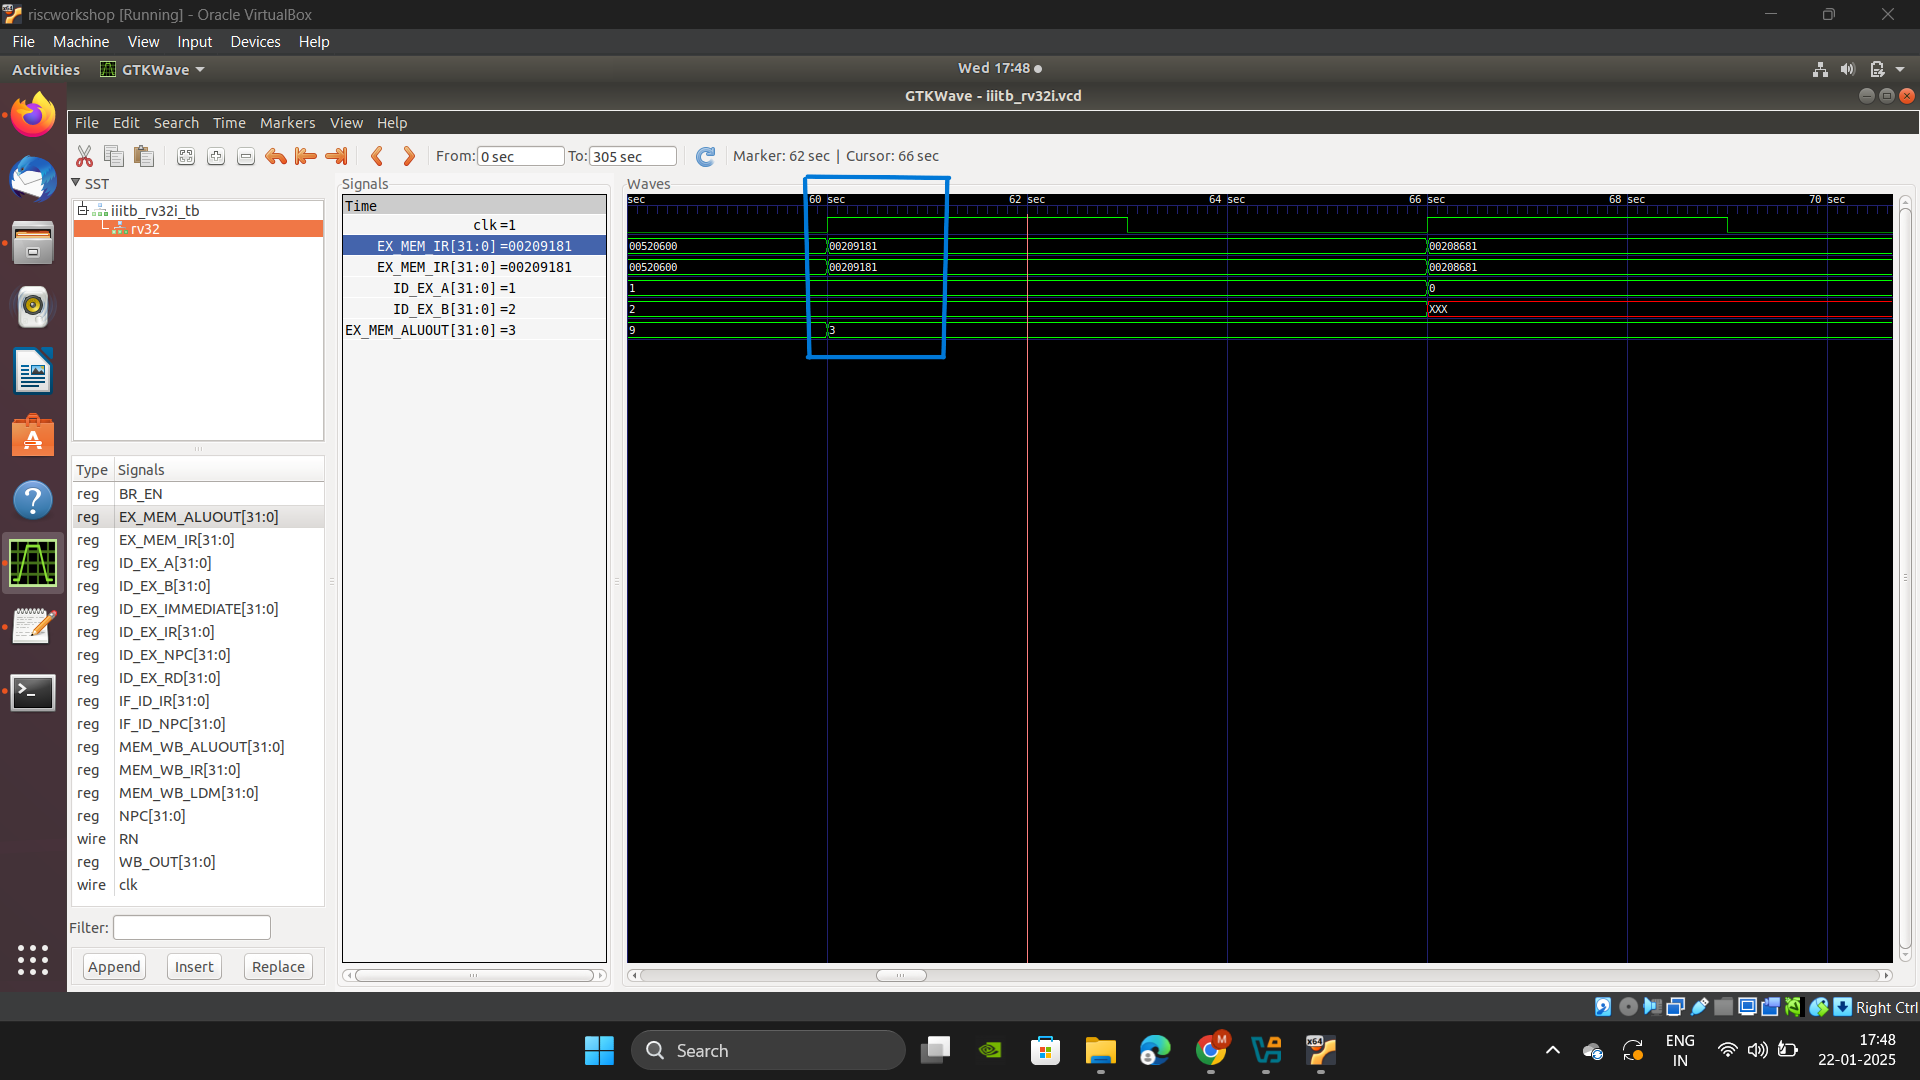 riscworkshop [Running] - Oracle VirtualBox
File Machine View Input Devices Help
Activities GTKWave Wed 17:48
GTKWave - iiitb_rv32i.vcd
File Edit Search Time Markers View Help
From: 0 sec To: 305 sec Marker: 62 sec | Cursor: 66 sec
SST
iiitb_rv32i_tb
rv32
Type Signals
reg BR_EN
reg EX_MEM_ALUOUT[31:0]
reg EX_MEM_IR[31:0]
reg ID_EX_A[31:0]
reg ID_EX_B[31:0]
reg ID_EX_IMMEDIATE[31:0]
reg ID_EX_IR[31:0]
reg ID_EX_NPC[31:0]
reg ID_EX_RD[31:0]
reg IF_ID_IR[31:0]
reg IF_ID_NPC[31:0]
reg MEM_WB_ALUOUT[31:0]
reg MEM_WB_IR[31:0]
reg MEM_WB_LDM[31:0]
reg NPC[31:0]
wire RN
reg WB_OUT[31:0]
wire clk
Filter:
Append Insert Replace
Signals
Time
clk =1
EX_MEM_IR[31:0] =00209181
EX_MEM_IR[31:0] =00209181
ID_EX_A[31:0] =1
ID_EX_B[31:0] =2
EX_MEM_ALUOUT[31:0] =3
Waves
sec 60 sec 62 sec 64 sec 66 sec 68 sec 70 sec
00520600 00209181 00208681
00520600 00209181 00208681
1 0
2 XXX
9 3
Right Ctrl
Search
M
x64
ENG
IN
17:48
22-01-2025